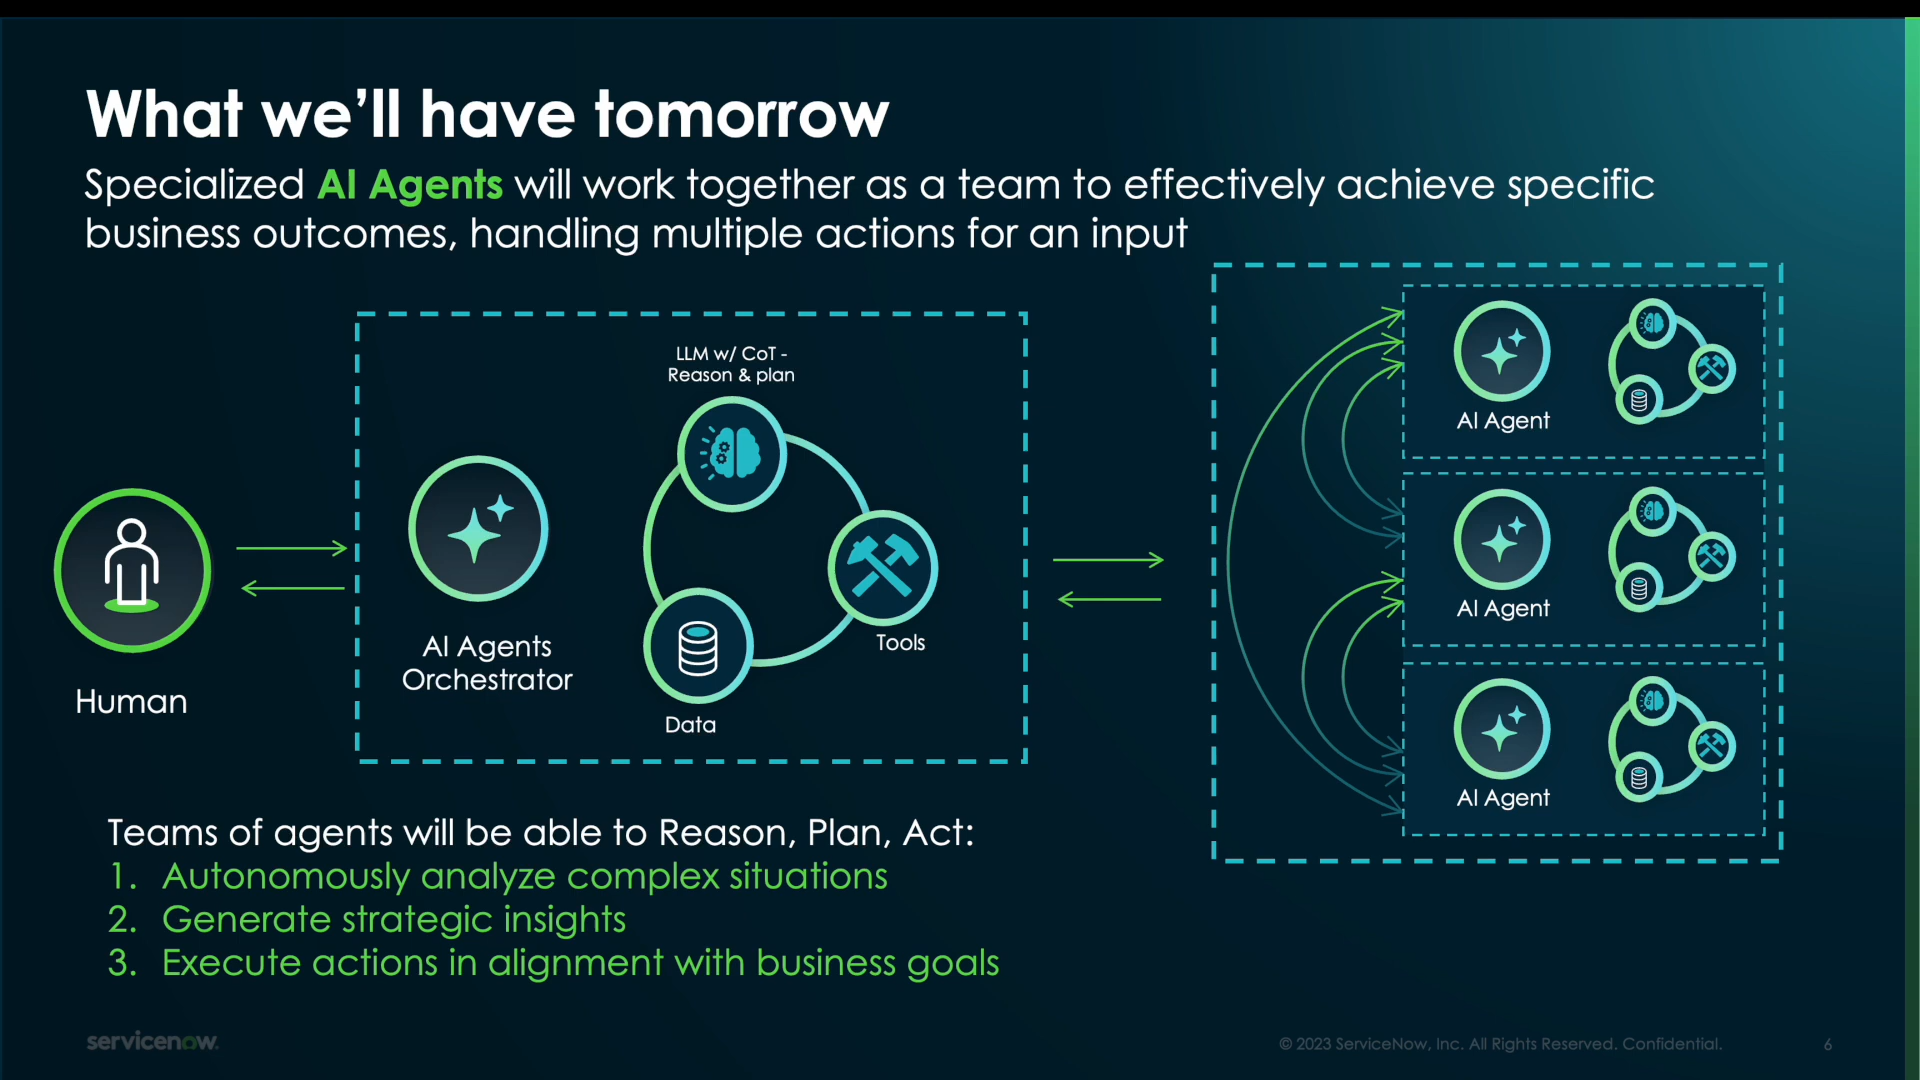 What we’ll have tomorrow
Specialized AI Agents will work together as a team to effectively achieve specific
business outcomes, handling multiple actions for an input
LLM w/ CoT -
Reason & plan
Human
AI Agents
Orchestrator
Tools
Data
AI Agent
AI Agent
AI Agent
Teams of agents will be able to Reason, Plan, Act:
1. Autonomously analyze complex situations
2. Generate strategic insights
3. Execute actions in alignment with business goals
servicenow.
© 2023 ServiceNow, Inc. All Rights Reserved. Confidential.
6